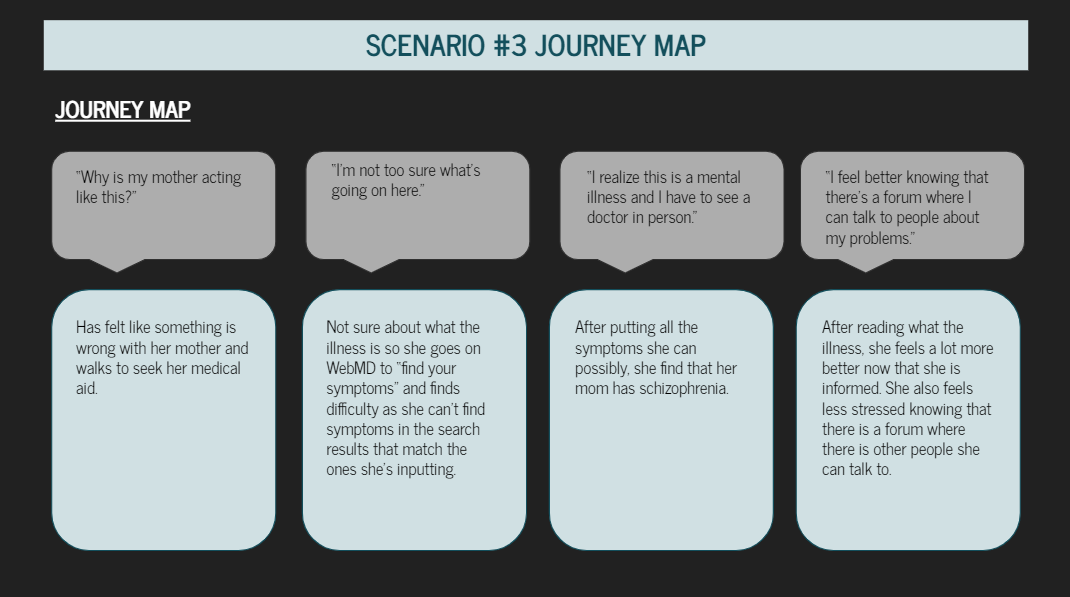 SCENARIO #3 JOURNEY MAP
JOURNEY MAP
"Why is my mother acting
like this?"
"I'm not too sure what's
going on here."
"I realize this is a mental
illness and I have to see a
doctor in person."
"I feel better knowing that
there's a forum where I
can talk to people about
my problems."
Has felt like something is
wrong with her mother and
walks to seek her medical
aid.
Not sure about what the
illness is so she goes on
WebMD to "find your
symptoms" and finds
difficulty as she can't find
symptoms in the search
results that match the
ones she's inputting.
After putting all the
symptoms she can
possibly, she find that her
mom has schizophrenia.
After reading what the
illness, she feels a lot more
better now that she is
informed. She also feels
less stressed knowing that
there is a forum where
there is other people she
can talk to.